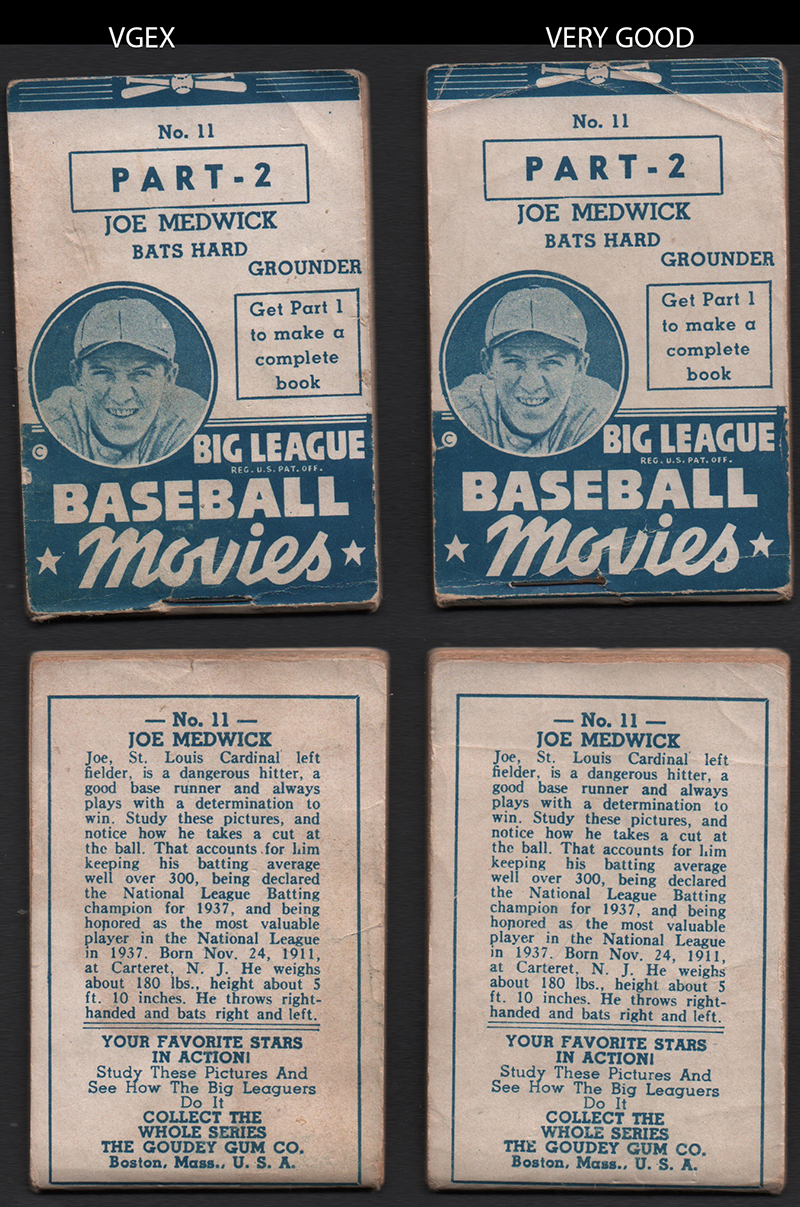 VGEX
VERY GOOD
No. 11
PART-2
JOE MEDWICK
BATS HARD
GROUNDER
Get Part 1
to make a
complete
book
©
BIG LEAGUE
REG. U.S. PAT. OFF.
BASEBALL
Movies
No. 11
PART-2
JOE MEDWICK
BATS HARD
GROUNDER
Get Part 1
to make a
complete
book
©
BIG LEAGUE
REG. U.S. PAT. OFF.
BASEBALL
Movies
— No. 11 —
JOE MEDWICK
Joe, St. Louis Cardinal left
fielder, is a dangerous hitter, a
good base runner and always
plays with a determination to
win. Study these pictures, and
notice how he takes a cut at
the ball. That accounts for him
keeping his batting average
well over 300, being declared
the National League Batting
champion for 1937, and being
honored as the most valuable
player in the National League
in 1937. Born Nov. 24, 1911,
at Carteret, N. J. He weighs
about 180 lbs., height about 5
ft. 10 inches. He throws right-
handed and bats right and left.
YOUR FAVORITE STARS
IN ACTION!
Study These Pictures And
See How The Big Leaguers
Do It
COLLECT THE
WHOLE SERIES
THE GOUDEY GUM CO.
Boston, Mass., U. S. A.
— No. 11 —
JOE MEDWICK
Joe, St. Louis Cardinal left
fielder, is a dangerous hitter, a
good base runner and always
plays with a determination to
win. Study these pictures, and
notice how he takes a cut at
the ball. That accounts for him
keeping his batting average
well over 300, being declared
the National League Batting
champion for 1937, and being
honored as the most valuable
player in the National League
in 1937. Born Nov. 24, 1911,
at Carteret, N. J. He weighs
about 180 lbs., height about 5
ft. 10 inches. He throws right-
handed and bats right and left.
YOUR FAVORITE STARS
IN ACTION!
Study These Pictures And
See How The Big Leaguers
Do It
COLLECT THE
WHOLE SERIES
THE GOUDEY GUM CO.
Boston, Mass., U. S. A.